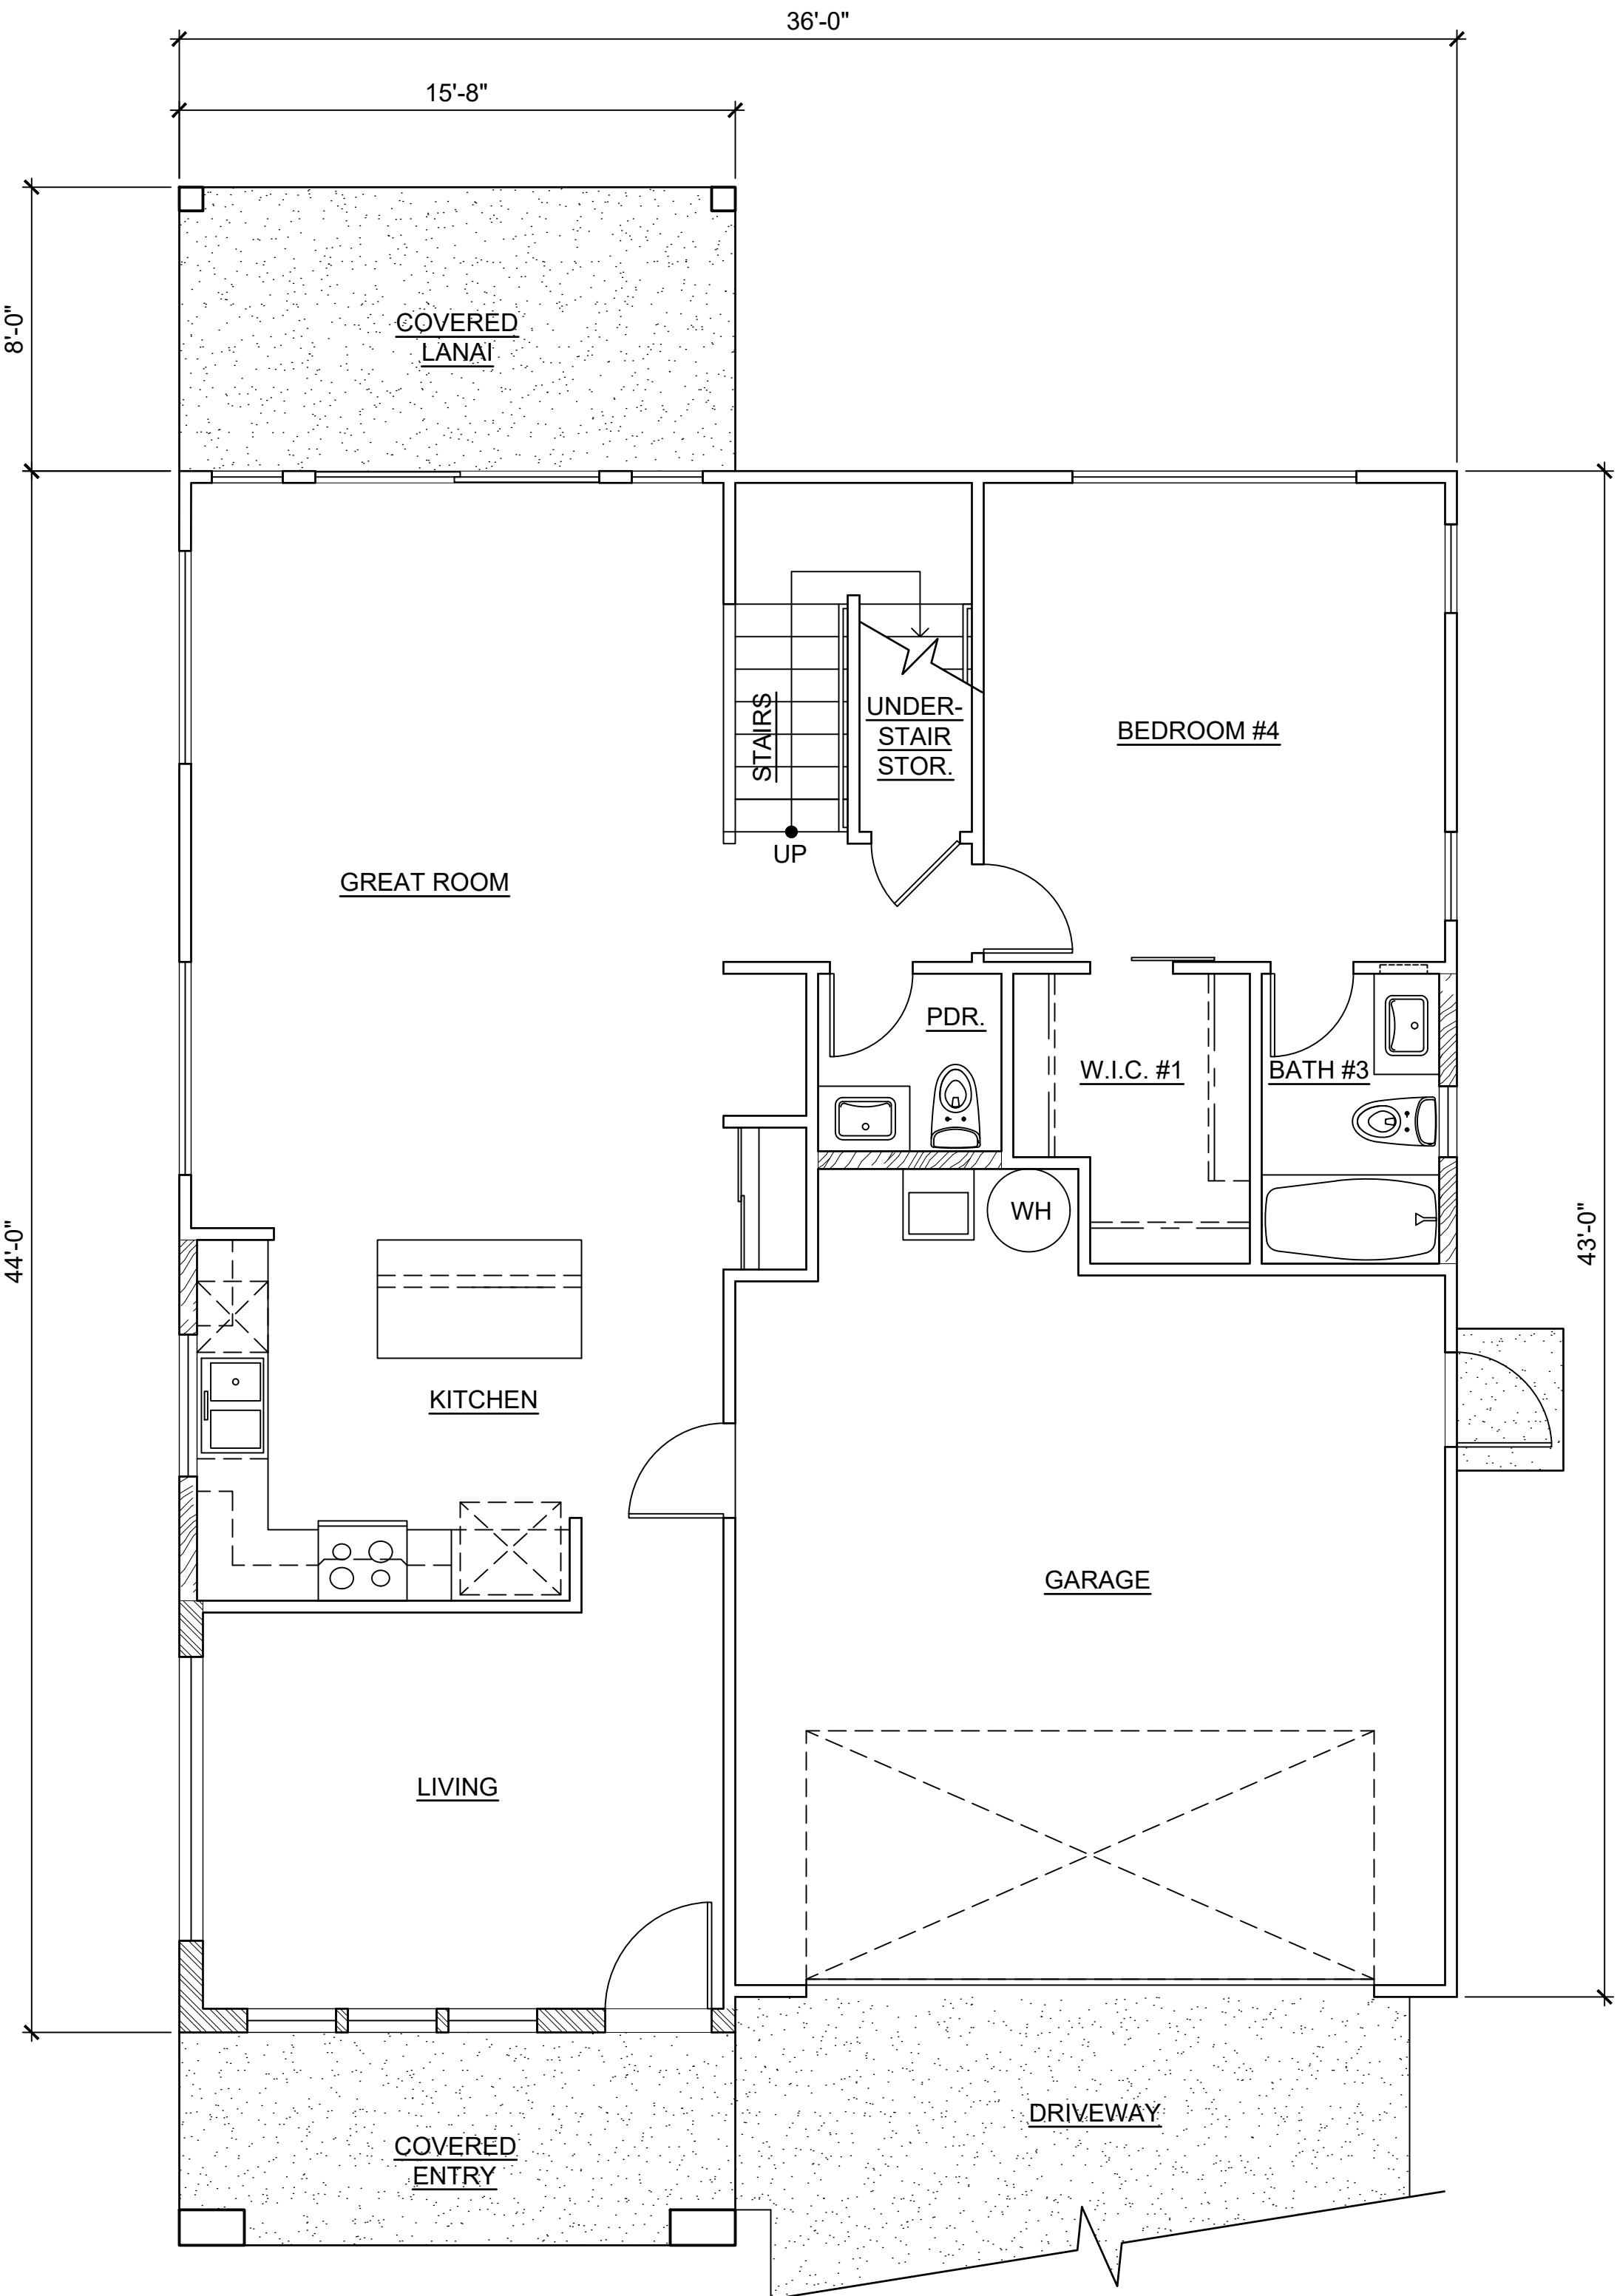 36'-0"
15'-8"
8'-0"
COVERED
LANAI
STAIRS
UNDER-
STAIR
STOR.
BEDROOM #4
UP
GREAT ROOM
PDR.
W.I.C. #1
BATH #3
WH
44'-0"
43'-0"
KITCHEN
GARAGE
LIVING
DRIVEWAY
COVERED
ENTRY